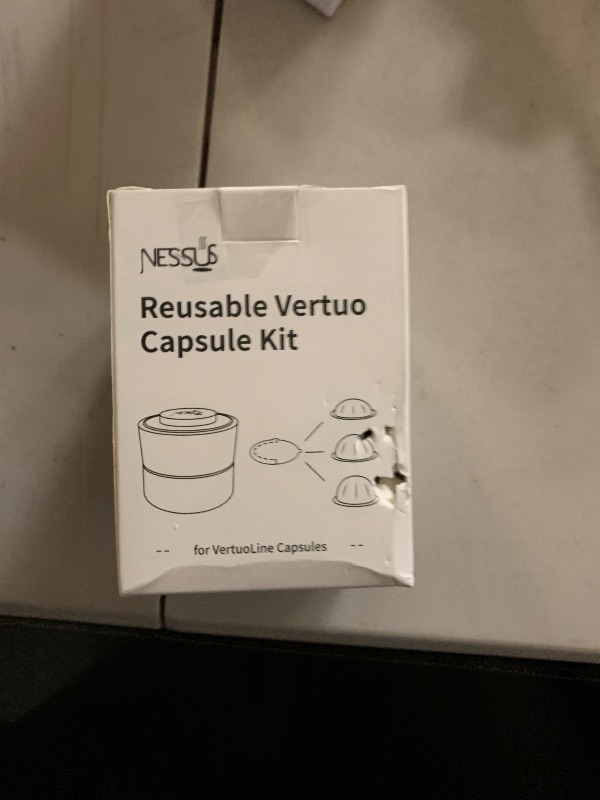 NESSUS
Reusable Vertuo
Capsule Kit
-- for VertuoLine Capsules --